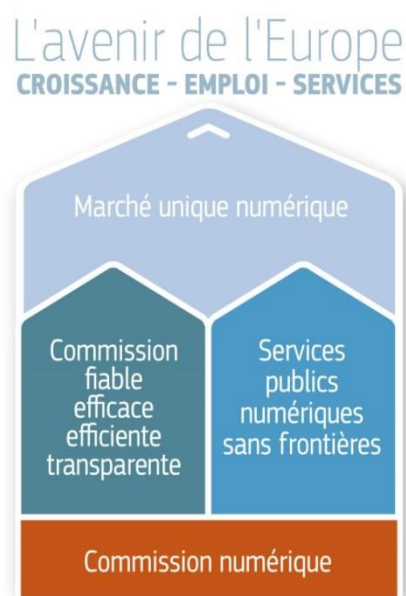 L'avenir de l'Europe
CROISSANCE - EMPLOI - SERVICES
Marché unique numérique
Commission
fiable
efficace
efficiente
transparente
Services
publics
numériques
sans frontières
Commission numérique